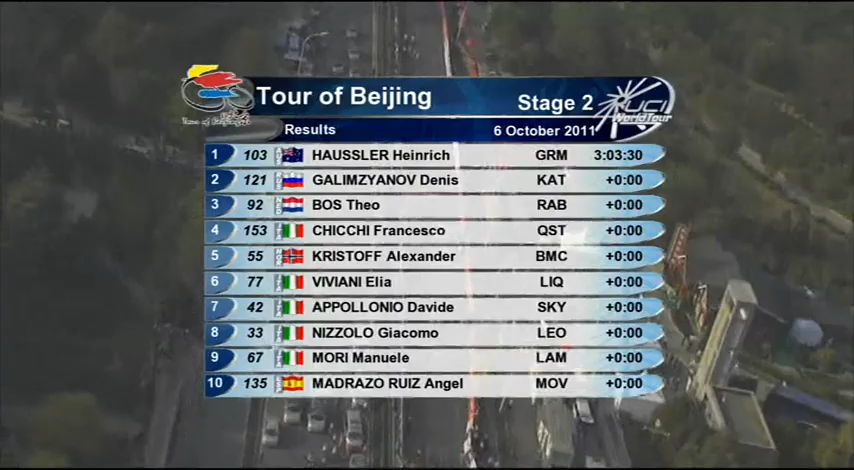 Tour of Beijing
Stage 2
UCI
WorldTour
Tour of Beijing
Results
6 October 2011
1 103 HAUSSLER Heinrich GRM 3:03:30
2 121 GALIMZYANOV Denis KAT +0:00
3 92 BOS Theo RAB +0:00
4 153 CHICCHI Francesco QST +0:00
5 55 KRISTOFF Alexander BMC +0:00
6 77 VIVIANI Elia LIQ +0:00
7 42 APPOLLONIO Davide SKY +0:00
8 33 NIZZOLO Giacomo LEO +0:00
9 67 MORI Manuele LAM +0:00
10 135 MADRAZO RUIZ Angel MOV +0:00